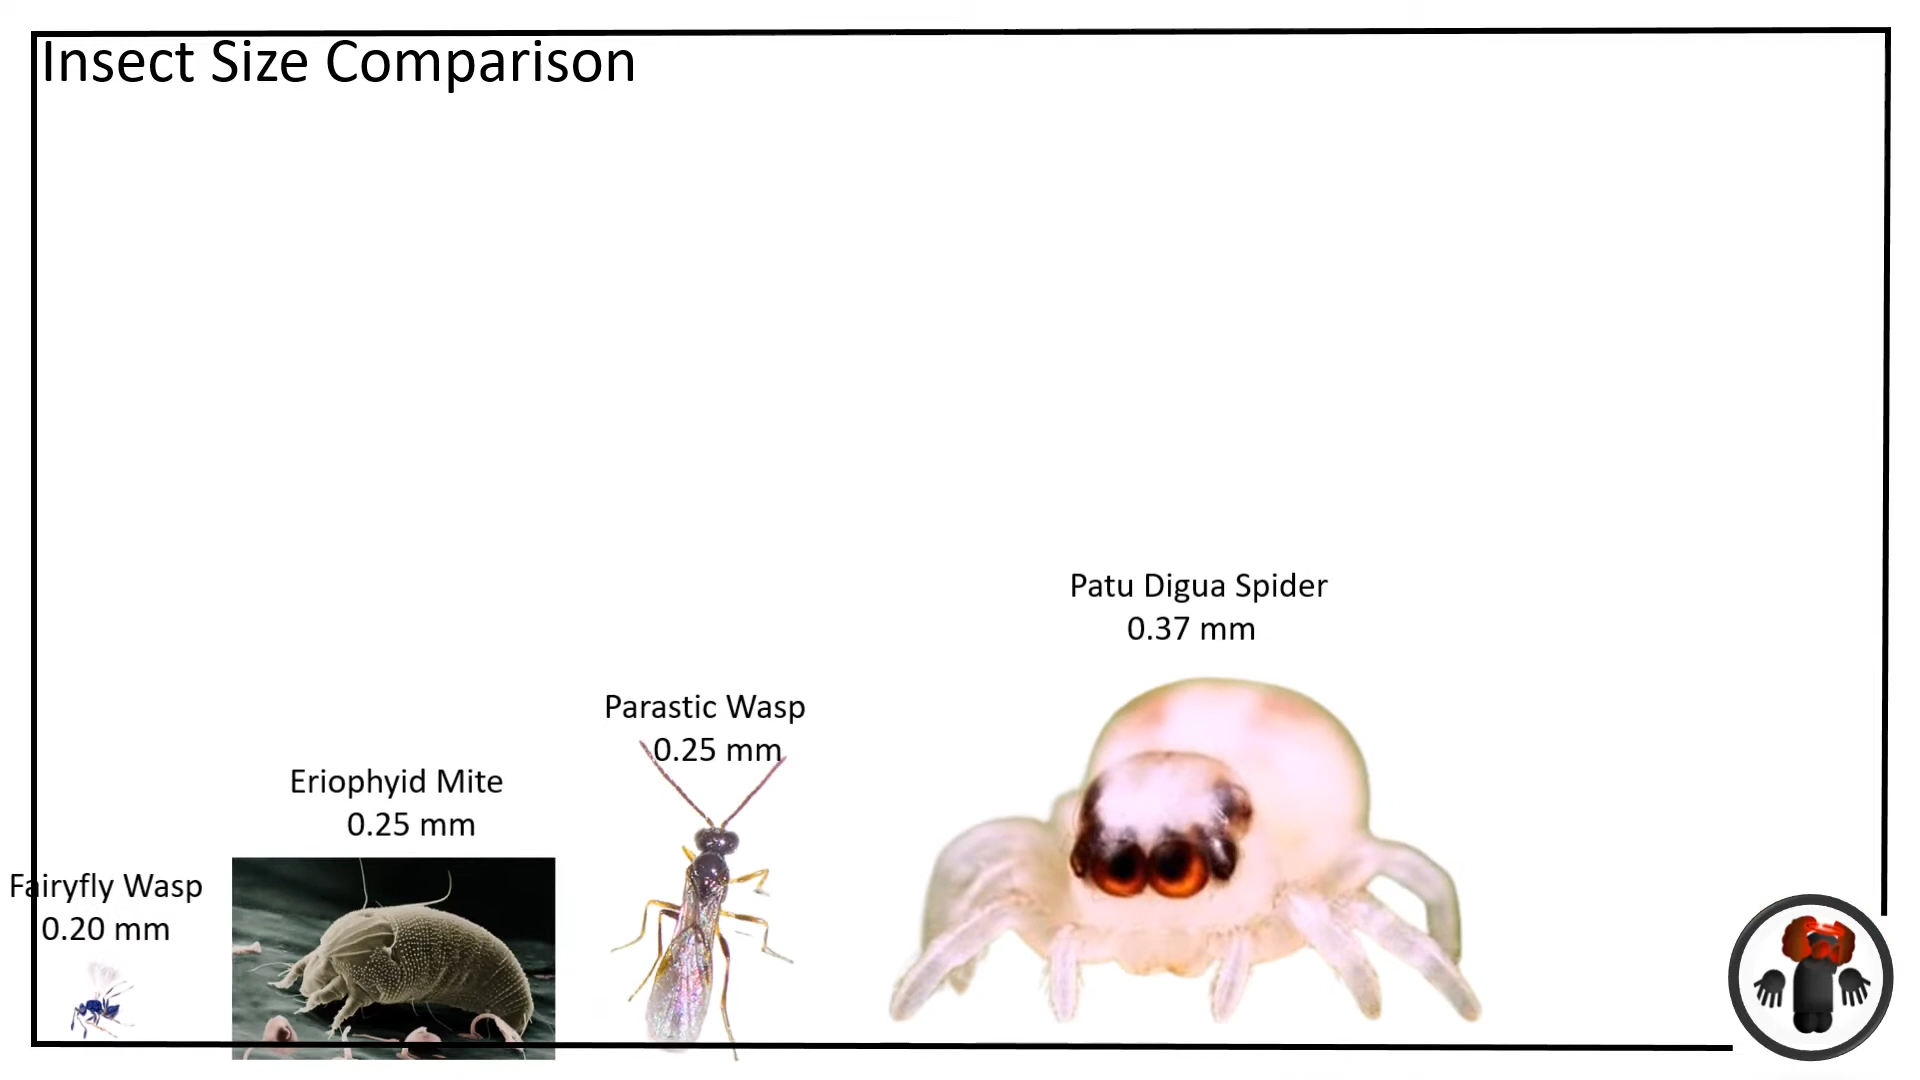 Insect Size Comparison
Fairyfly Wasp
0.20 mm
Eriophyid Mite
0.25 mm
Parastic Wasp
0.25 mm
Patu Digua Spider
0.37 mm